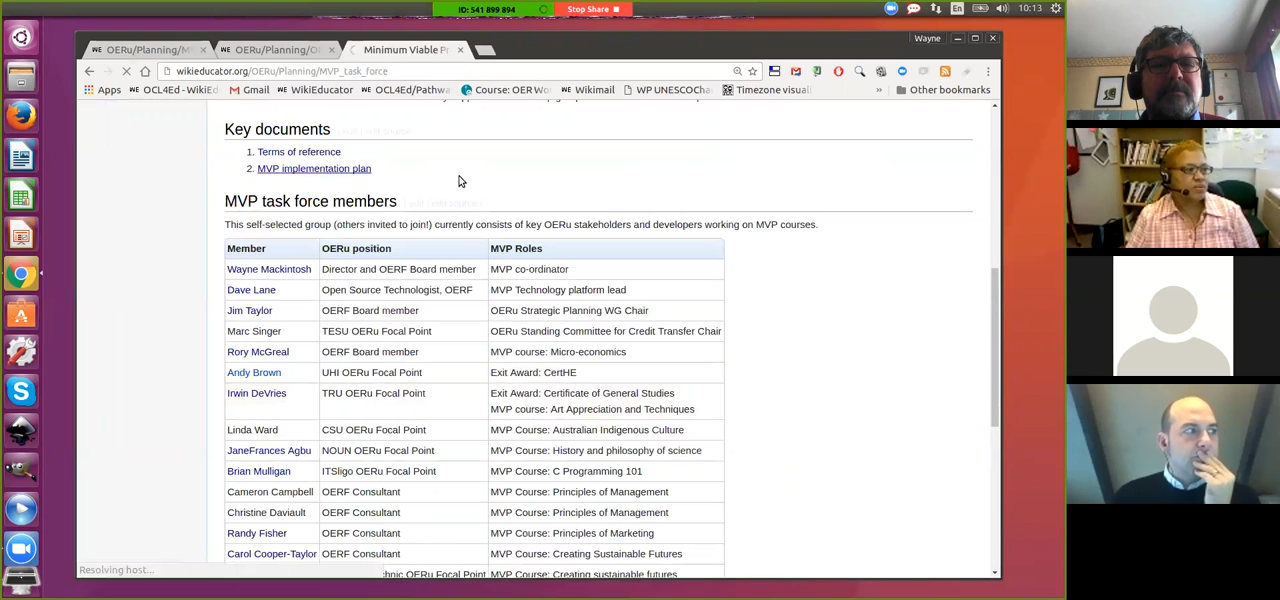 ID: 541 899 894 Stop Share
En 10:13
Wayne
OERu/Planning/M
OERu/Planning/O
Minimum Viable Pr
wikieducator.org/OERu/Planning/MVP_task_force
Apps OCL4Ed - WikiEd Gmail WikiEducator OCL4Ed/Pathwa Course: OER Wo Wikimail WP UNESCOCha Timezone visuali » Other bookmarks
Key documents
1. Terms of reference
2. MVP implementation plan
MVP task force members
This self-selected group (others invited to join!) currently consists of key OERu stakeholders and developers working on MVP courses.
Member OERu position MVP Roles
Wayne Mackintosh Director and OERF Board member MVP co-ordinator
Dave Lane Open Source Technologist, OERF MVP Technology platform lead
Jim Taylor OERF Board member OERu Strategic Planning WG Chair
Marc Singer TESU OERu Focal Point OERu Standing Committee for Credit Transfer Chair
Rory McGreal OERF Board member MVP course: Micro-economics
Andy Brown UHI OERu Focal Point Exit Award: CertHE
Irwin DeVries TRU OERu Focal Point Exit Award: Certificate of General Studies
MVP course: Art Appreciation and Techniques
Linda Ward CSU OERu Focal Point MVP Course: Australian Indigenous Culture
JaneFrances Agbu NOUN OERu Focal Point MVP Course: History and philosophy of science
Brian Mulligan ITSligo OERu Focal Point MVP Course: C Programming 101
Cameron Campbell OERF Consultant MVP Course: Principles of Management
Christine Daviault OERF Consultant MVP Course: Principles of Management
Randy Fisher OERF Consultant MVP Course: Principles of Marketing
Carol Cooper-Taylor OERF Consultant MVP Course: Creating Sustainable Futures
chnic OERu Focal Point MVP Course: Creating sustainable futures
Resolving host...